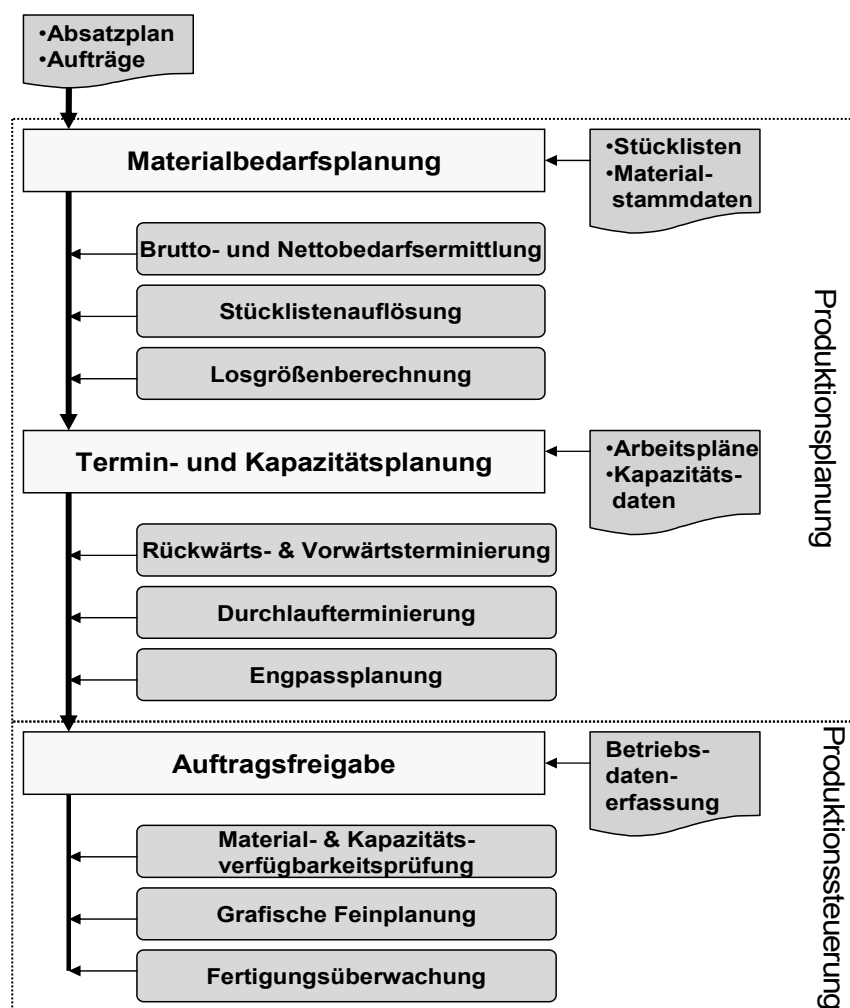 •Absatzplan
•Aufträge
Materialbedarfsplanung
•Stücklisten
•Material-
stammdaten
Brutto- und Nettobedarfsermittlung
Stücklistenauflösung
Losgrößenberechnung
Produktionsplanung
Termin- und Kapazitätsplanung
•Arbeitspläne
•Kapazitäts-
daten
Rückwärts- & Vorwärtsterminierung
Durchlaufterminierung
Engpassplanung
Auftragsfreigabe
Betriebs-
daten-
erfassung
Produktionssteuerung
Material- & Kapazitäts-
verfügbarkeitsprüfung
Grafische Feinplanung
Fertigungsüberwachung